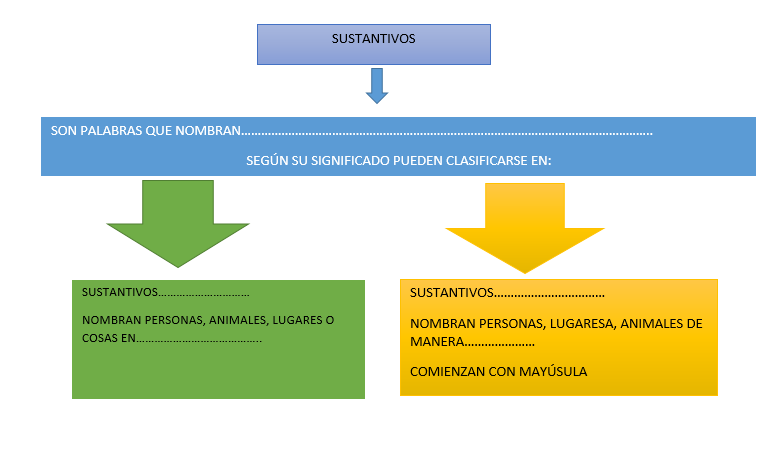 SUSTANTIVOS
SON PALABRAS QUE NOMBRAN……………………………………………………………………………………………………………
SEGÚN SU SIGNIFICADO PUEDEN CLASIFICARSE EN:
SUSTANTIVOS…………………………
NOMBRAN PERSONAS, ANIMALES, LUGARES O
COSAS EN…………………………………..
SUSTANTIVOS……………………………
NOMBRAN PERSONAS, LUGARESA, ANIMALES DE
MANERA…………………
COMIENZAN CON MAYÚSULA